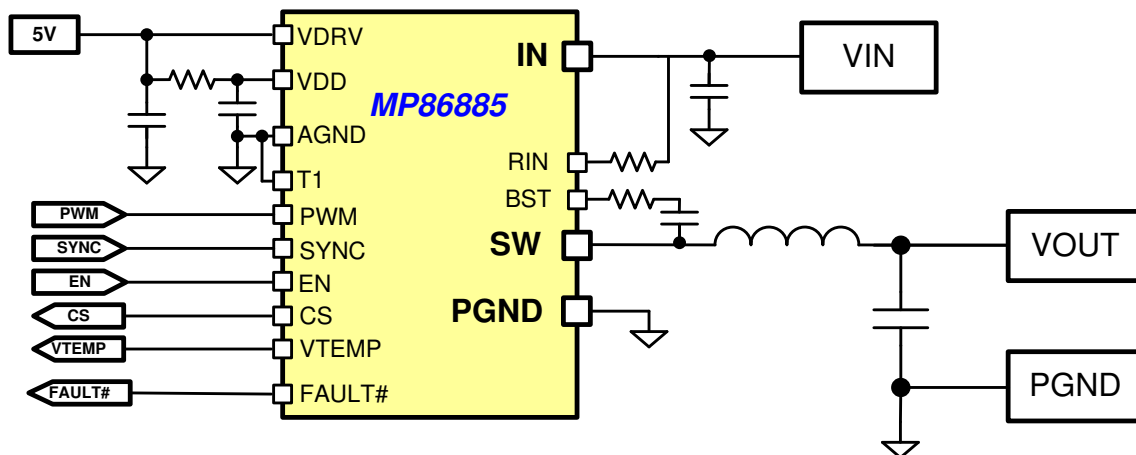 5V
VDRV
VDD
AGND
T1
PWM
PWM
SYNC
SYNC
EN
EN
CS
CS
VTEMP
VTEMP
FAULT#
FAULT#
MP86885
IN
RIN
BST
SW
PGND
VIN
VOUT
PGND